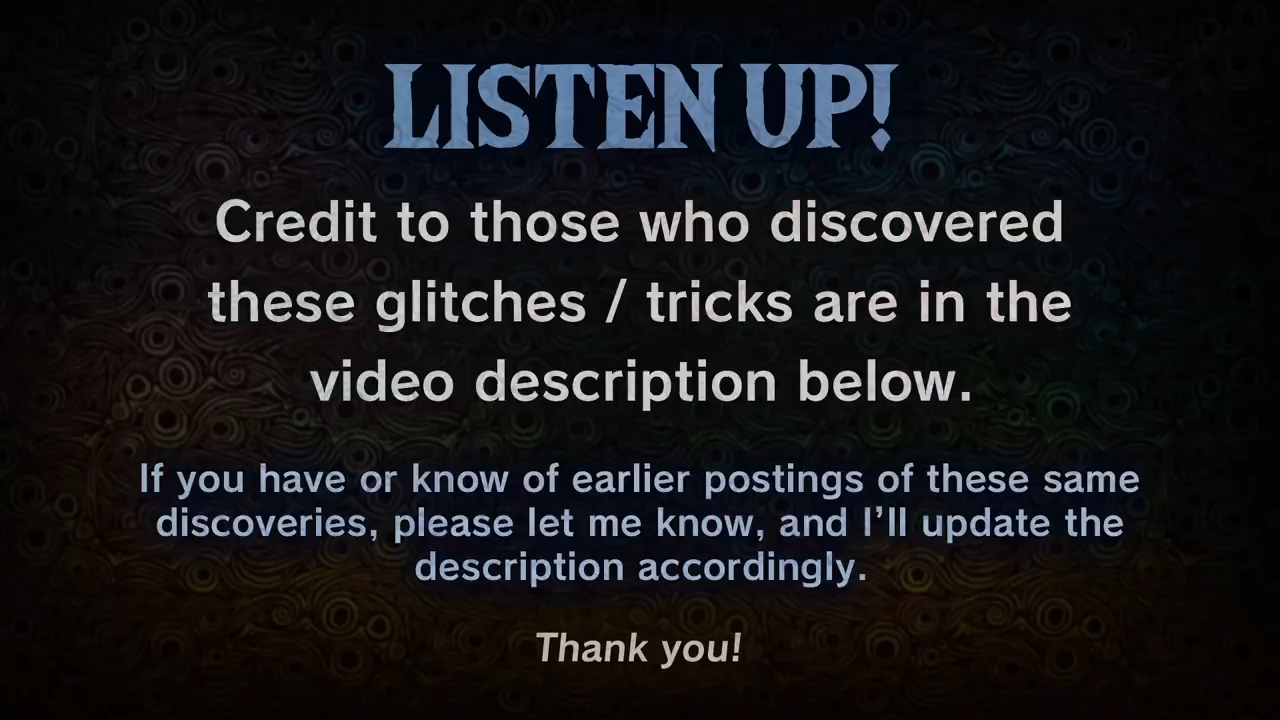 LISTEN UP!
Credit to those who discovered
these glitches / tricks are in the
video description below.
If you have or know of earlier postings of these same
discoveries, please let me know, and I’ll update the
description accordingly.
Thank you!